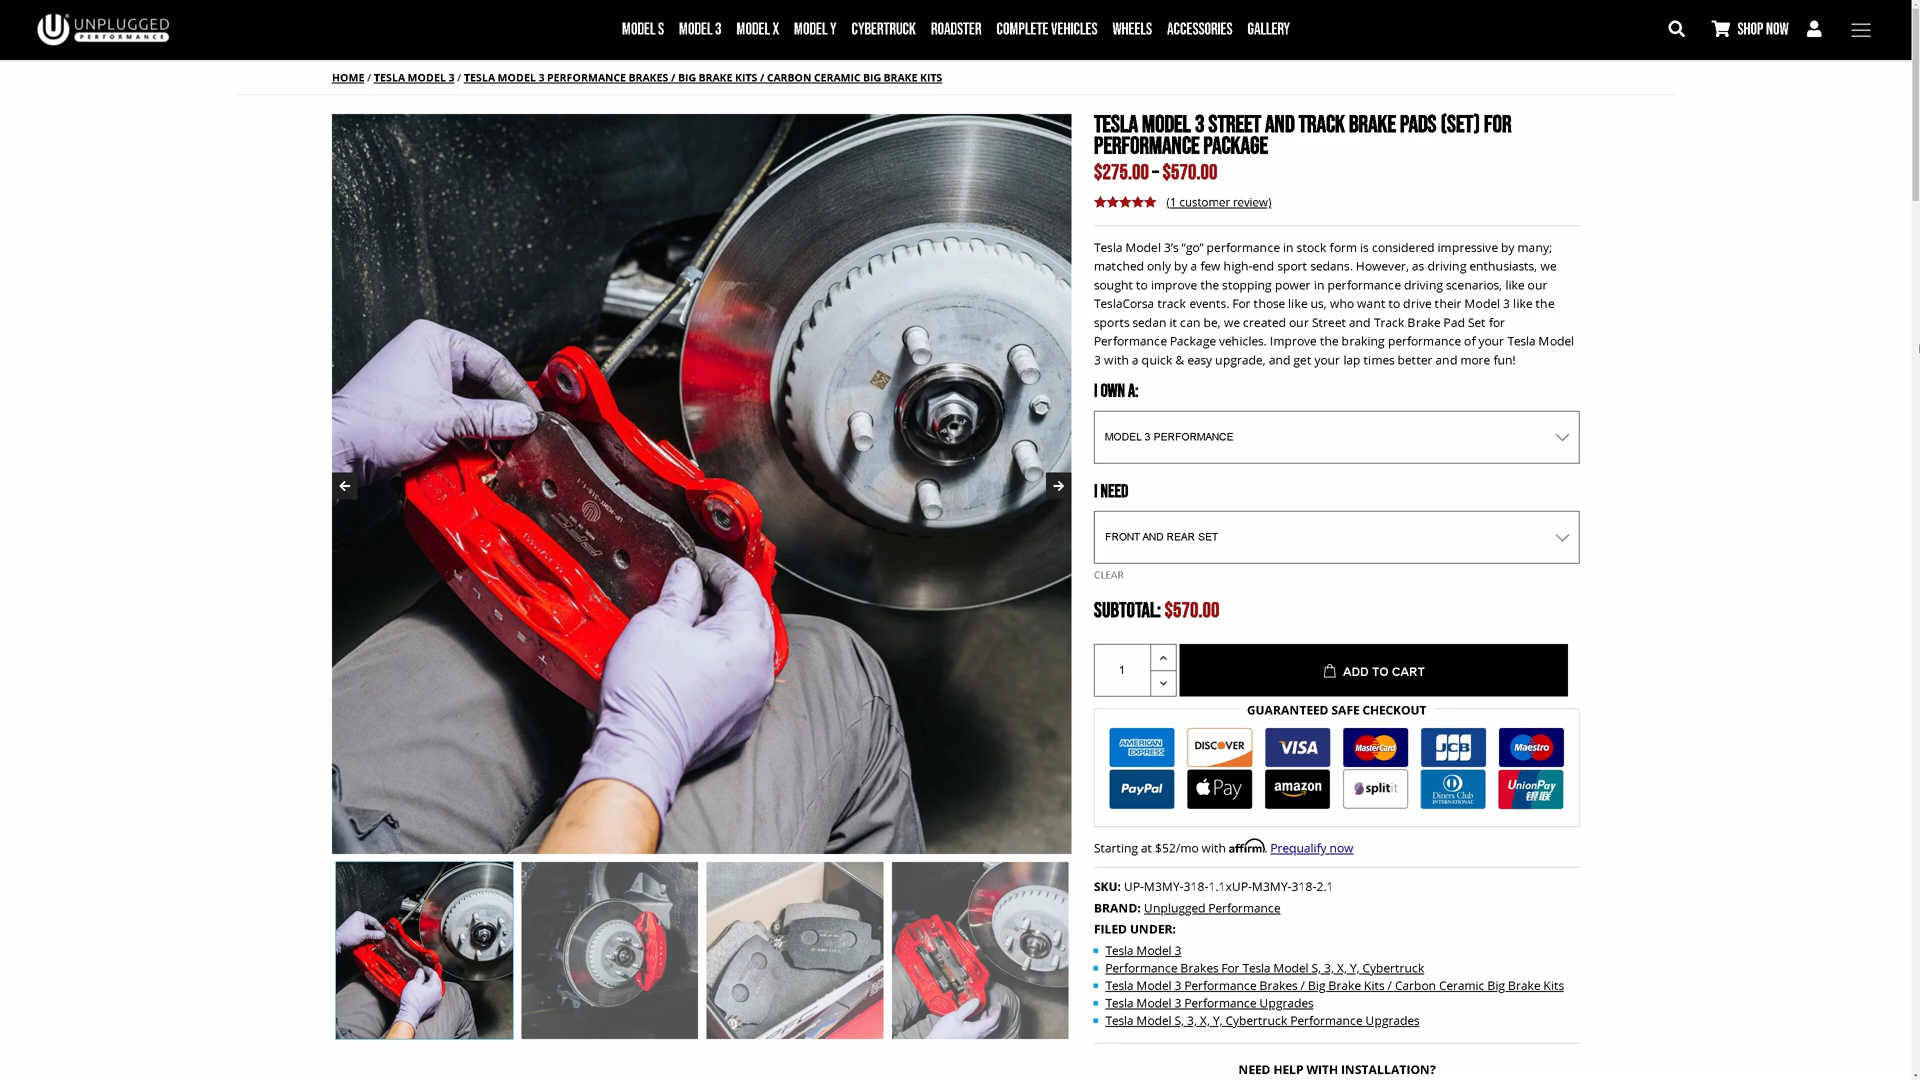 UNPLUGGED
PERFORMANCE
MODEL S MODEL 3 MODEL X MODEL Y CYBERTRUCK ROADSTER COMPLETE VEHICLES WHEELS ACCESSORIES GALLERY
SHOP NOW
HOME / TESLA MODEL 3 / TESLA MODEL 3 PERFORMANCE BRAKES / BIG BRAKE KITS / CARBON CERAMIC BIG BRAKE KITS
TESLA MODEL 3 STREET AND TRACK BRAKE PADS (SET) FOR
PERFORMANCE PACKAGE
$275.00 – $570.00
(1 customer review)
Tesla Model 3’s “go” performance in stock form is considered impressive by many;
matched only by a few high-end sport sedans. However, as driving enthusiasts, we
sought to improve the stopping power in performance driving scenarios, like our
TeslaCorsa track events. For those like us, who want to drive their Model 3 like the
sports sedan it can be, we created our Street and Track Brake Pad Set for
Performance Package vehicles. Improve the braking performance of your Tesla Model
3 with a quick & easy upgrade, and get your lap times better and more fun!
I OWN A:
MODEL 3 PERFORMANCE
I NEED
FRONT AND REAR SET
CLEAR
SUBTOTAL: $570.00
1
ADD TO CART
GUARANTEED SAFE CHECKOUT
AMERICAN EXPRESS DISCOVER VISA MasterCard JCB Maestro
PayPal Pay amazon splitit Diners Club INTERNATIONAL UnionPay 银联
Starting at $52/mo with affirm. Prequalify now
SKU: UP-M3MY-318-1.1xUP-M3MY-318-2.1
BRAND: Unplugged Performance
FILED UNDER:
Tesla Model 3
Performance Brakes For Tesla Model S, 3, X, Y, Cybertruck
Tesla Model 3 Performance Brakes / Big Brake Kits / Carbon Ceramic Big Brake Kits
Tesla Model 3 Performance Upgrades
Tesla Model S, 3, X, Y, Cybertruck Performance Upgrades
NEED HELP WITH INSTALLATION?